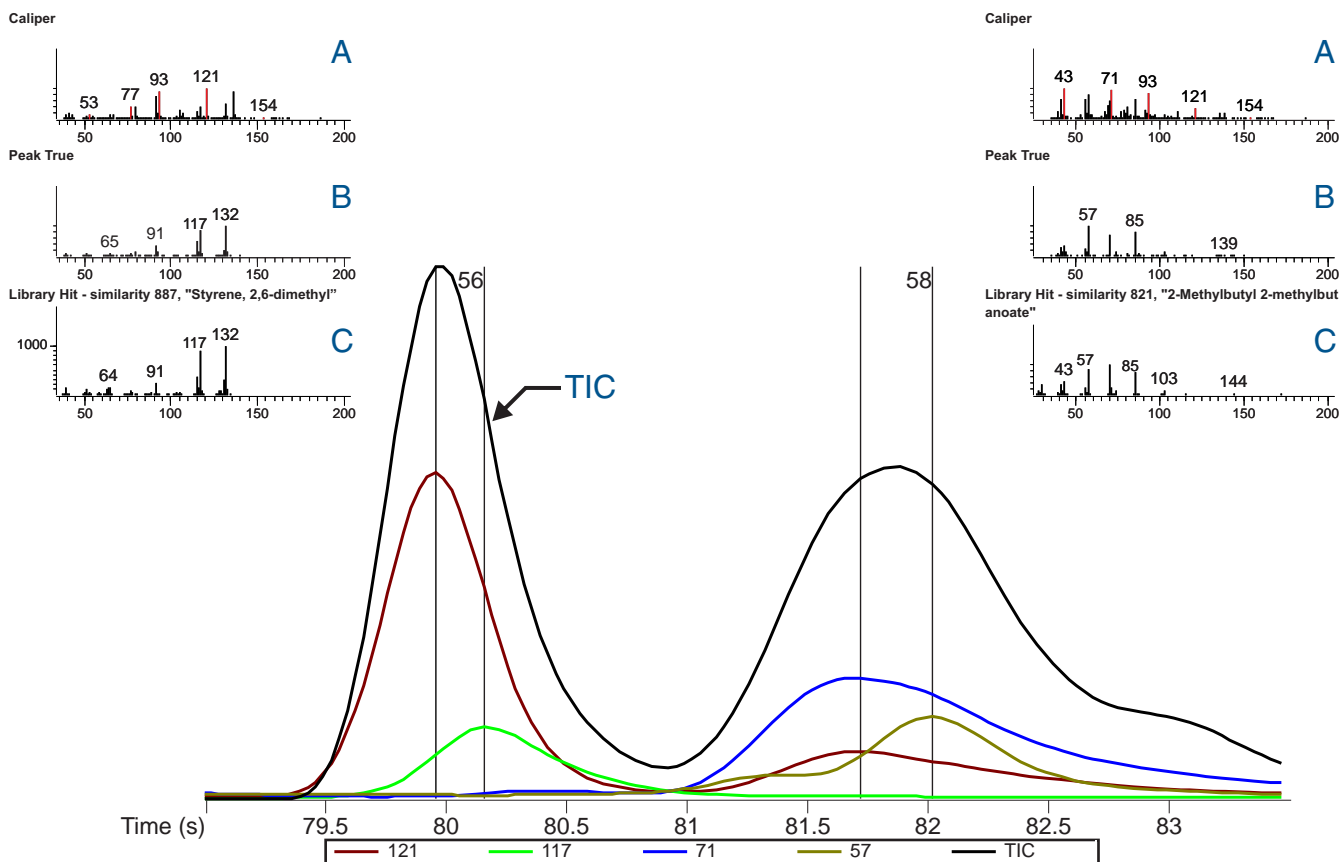 Caliper
A
53 77 93 121 154
50 100 150 200
Peak True
B
65 91 117 132
50 100 150 200
Library Hit - similarity 887, "Styrene, 2,6-dimethyl"
C
1000
64 91 117 132
50 100 150 200
Caliper
A
43 71 93 121 154
50 100 150 200
Peak True
B
57 85 139
50 100 150 200
Library Hit - similarity 821, "2-Methylbutyl 2-methylbut
anoate"
C
43 57 85 103 144
50 100 150 200
56
58
TIC
Time (s) 79.5 80 80.5 81 81.5 82 82.5 83
121 117 71 57 TIC